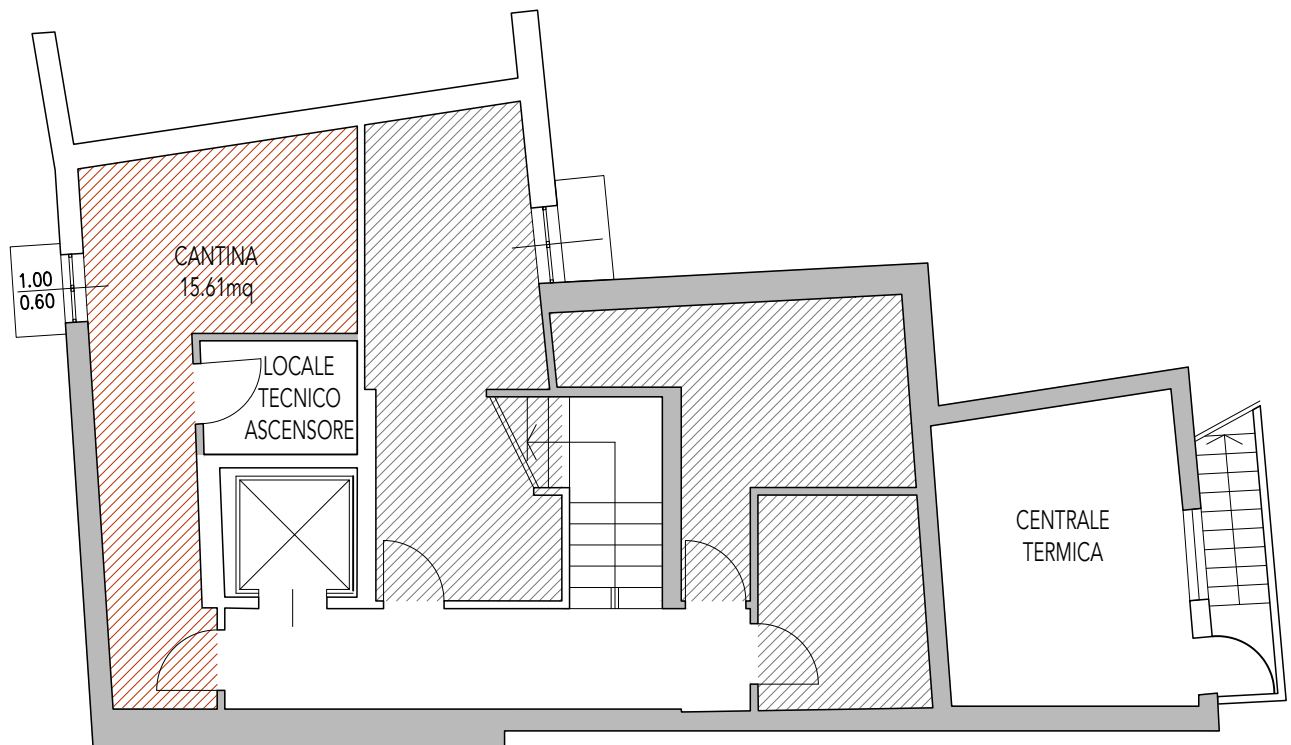 CANTINA
15.61mq
1.00
0.60
LOCALE
TECNICO
ASCENSORE
CENTRALE
TERMICA